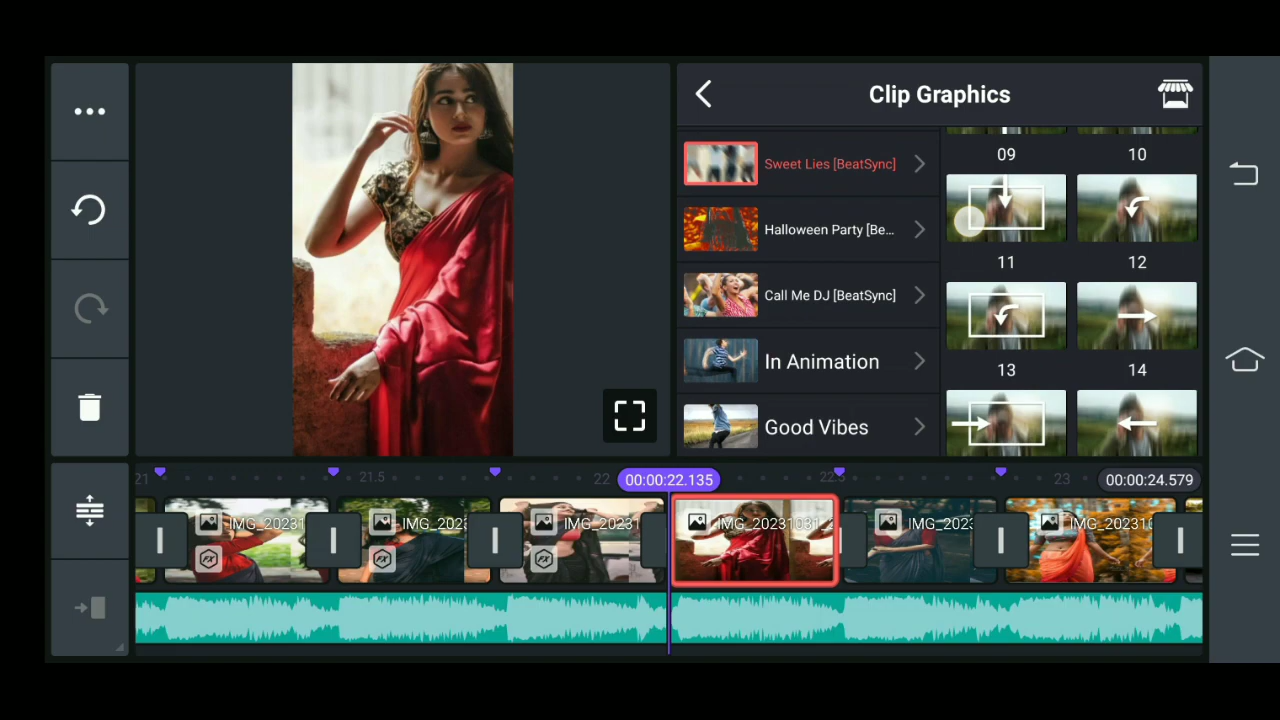 Clip Graphics
Sweet Lies [BeatSync]
Halloween Party [Be...
Call Me DJ [BeatSync]
In Animation
Good Vibes
09
10
11
12
13
14
21
21.5
22
00:00:22.135
22.5
23
00:00:24.579
IMG_20231
IMG_202
IMG_20231
IMG_20231031
IMG_202
IMG_20231